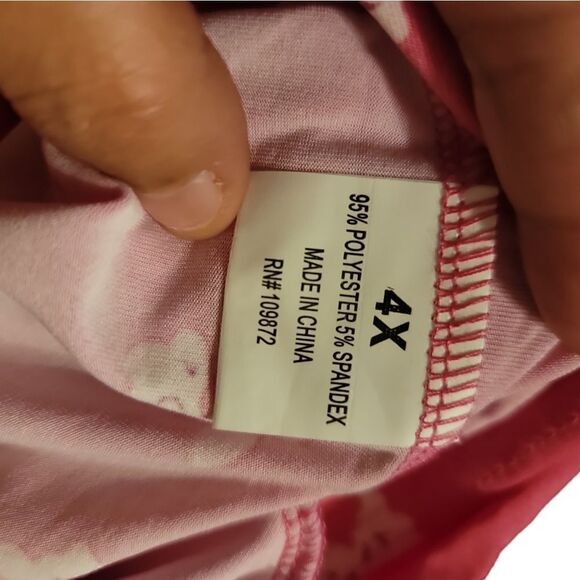 4X
95% POLYESTER 5% SPANDEX
MADE IN CHINA
RN# 109872